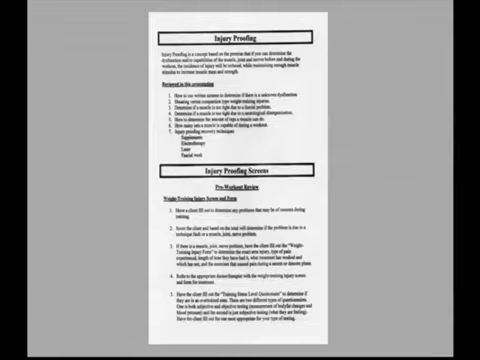 Injury Proofing
Injury Proofing is a concept based on the premise that if you can determine the
dysfunction and/or capabilities of the muscle, joint and nerves before and during the
workout, the incidence of injury will be reduced, while maintaining enough muscle
stimulus to increase muscle mass and strength.
Reviewed in this presentation
1. How to use written screens to determine if there is a unknown dysfunction
2. Shearing versus compression type weight-training injuries.
3. Determine if a muscle is too tight due to a fascial problem.
4. Determine if a muscle is too tight due to a neurological disorganization.
5. How to determine the amount of reps a muscle can do.
6. How many sets a muscle is capable of during a workout.
7. Injury proofing recovery techniques
Supplements
Electrotherapy
Laser
Fascial work
Injury Proofing Screens
Pre-Workout Review
Weight-Training Injury Screen and Form
1. Have a client fill out to determine any problems that may be of concern during
training.
2. Score the client and based on the total will determine if the problem is due to a
technique fault or a muscle, joint, nerve problem.
3. If there is a muscle, joint, nerve problem, have the client fill out the "Weight-
Training Injury Form" to determine the exact area injury, type of pain
experienced, length of time they have had it, what treatment has worked and
which has not, and the exercises that caused pain during a return or descent phase.
4. Refer to the appropriate doctor/therapist with the weight-training injury screen
and form for treatment.
5. Have the client fill out the "Training Stress Level Questionnaire" to determine if
they are in an overtrained state. There are two different types of questionnaires.
One is both subjective and objective testing (measurement of body/fat changes and
blood pressure) and the second is just subjective testing (what they are feeling).
Have the client fill out the one most appropriate for your type of testing.